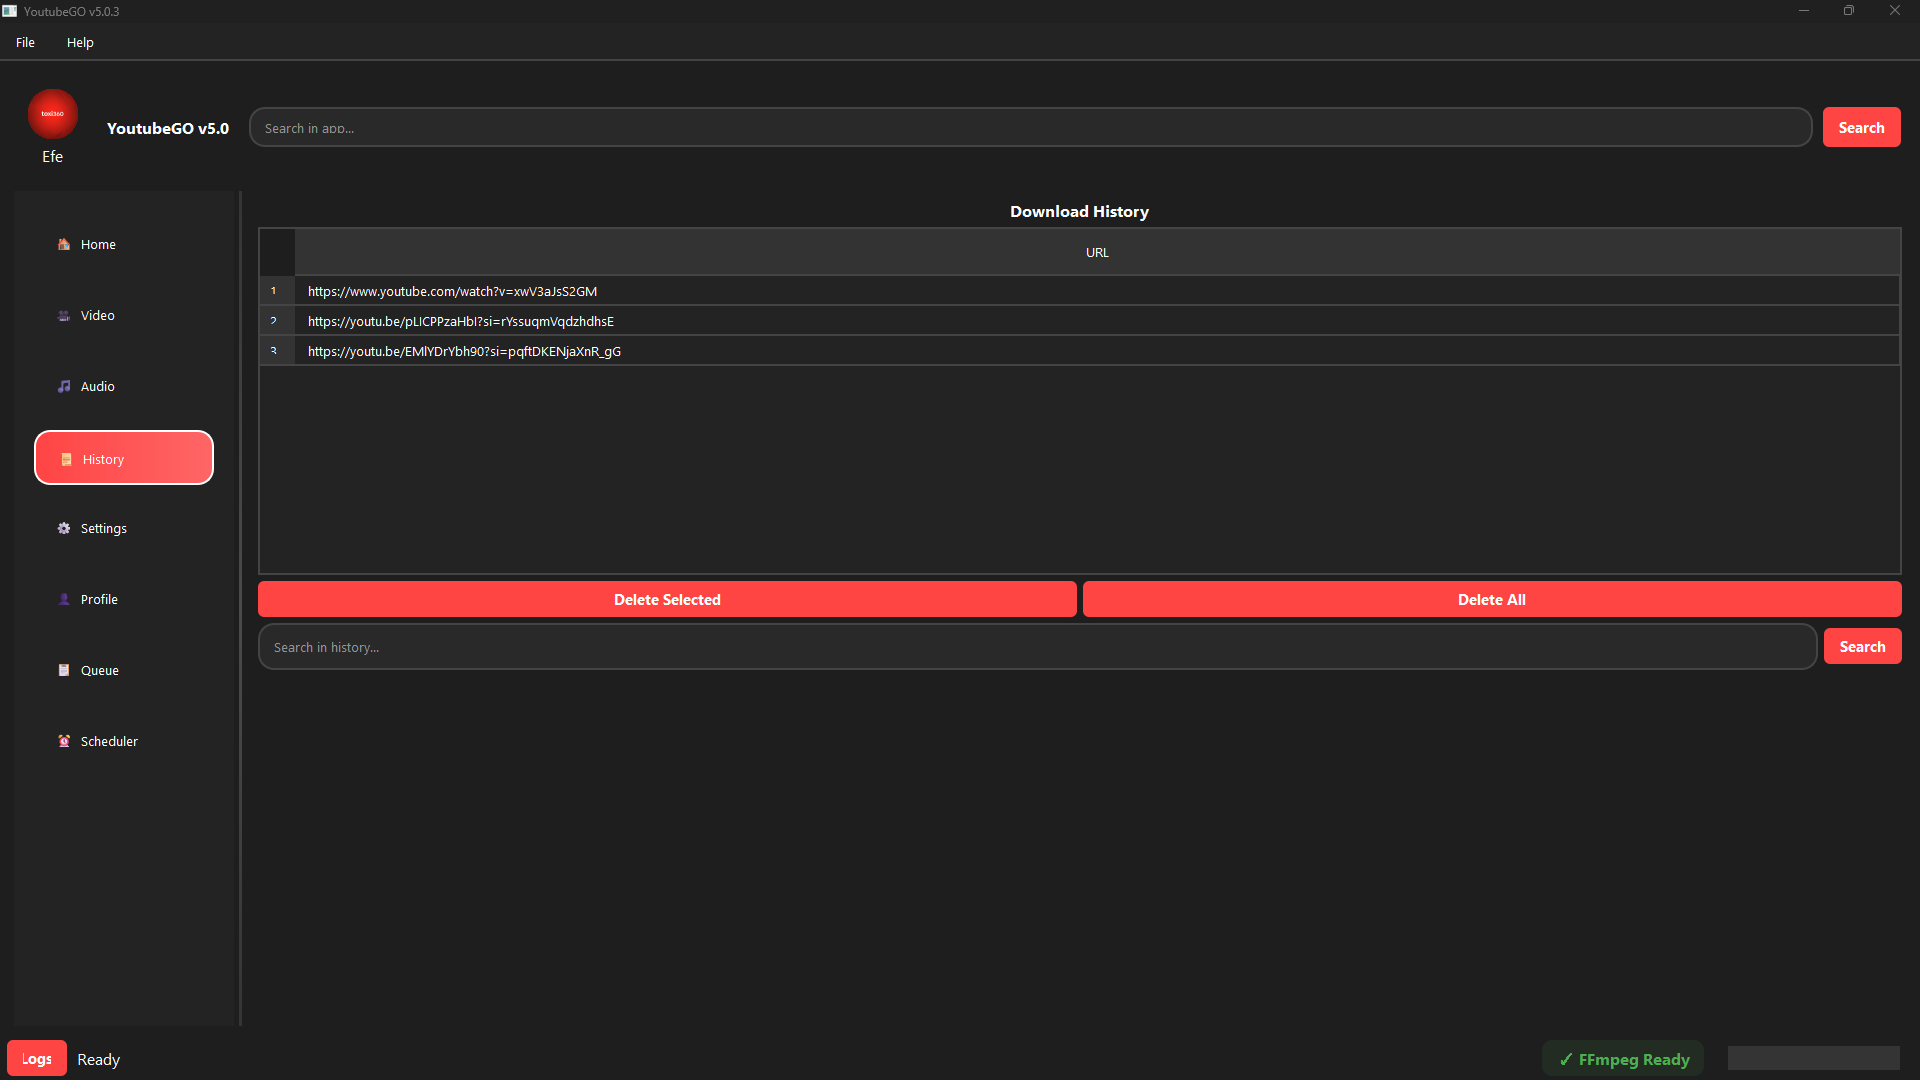 YoutubeGO v5.0.3
File Help
toxi360
Efe
YoutubeGO v5.0
Search in app...
Search
Home
Video
Audio
History
Settings
Profile
Queue
Scheduler
Download History
URL
1 https://www.youtube.com/watch?v=xwV3aJsS2GM
2 https://youtu.be/pLICPPzaHbI?si=rYssuqmVqdzhdhsE
3 https://youtu.be/EMlYDrYbh90?si=pqftDKENjaXnR_gG
Delete Selected
Delete All
Search in history...
Search
Logs
Ready
✓ FFmpeg Ready